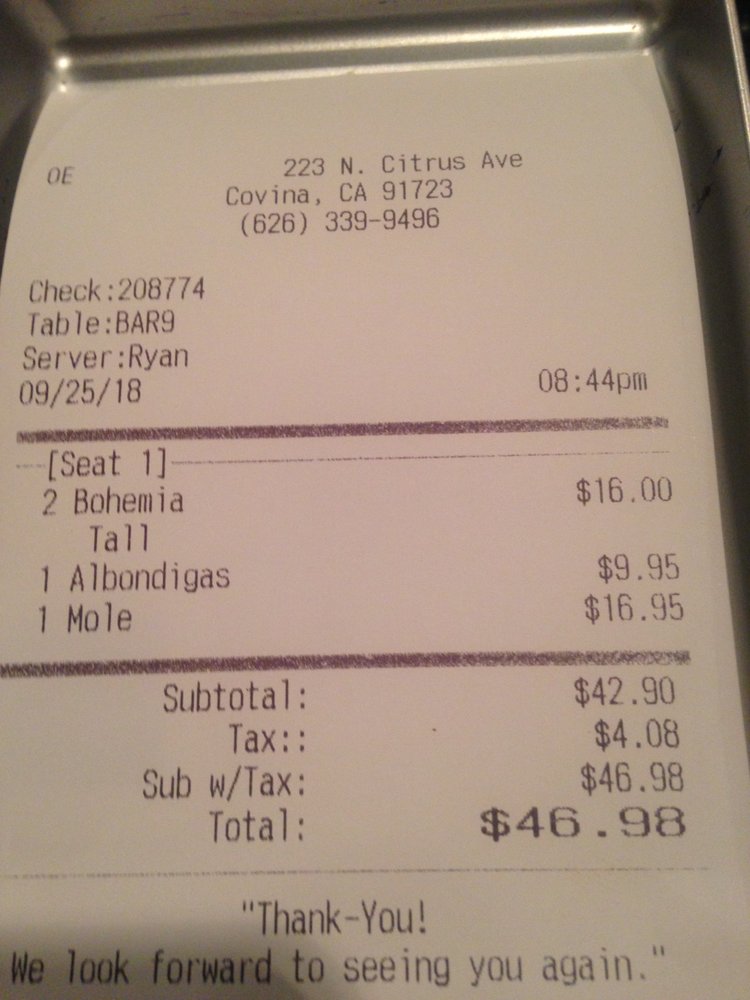 OE 223 N. Citrus Ave
Covina, CA 91723
(626) 339-9496
Check:208774
Table:BAR9
Server:Ryan
09/25/18 08:44pm
[Seat 1]
2 Bohemia $16.00
Tall
1 Albondigas $9.95
1 Mole $16.95
Subtotal: $42.90
Tax:: $4.08
Sub w/Tax: $46.98
Total: $46.98
"Thank-You!
We look forward to seeing you again."